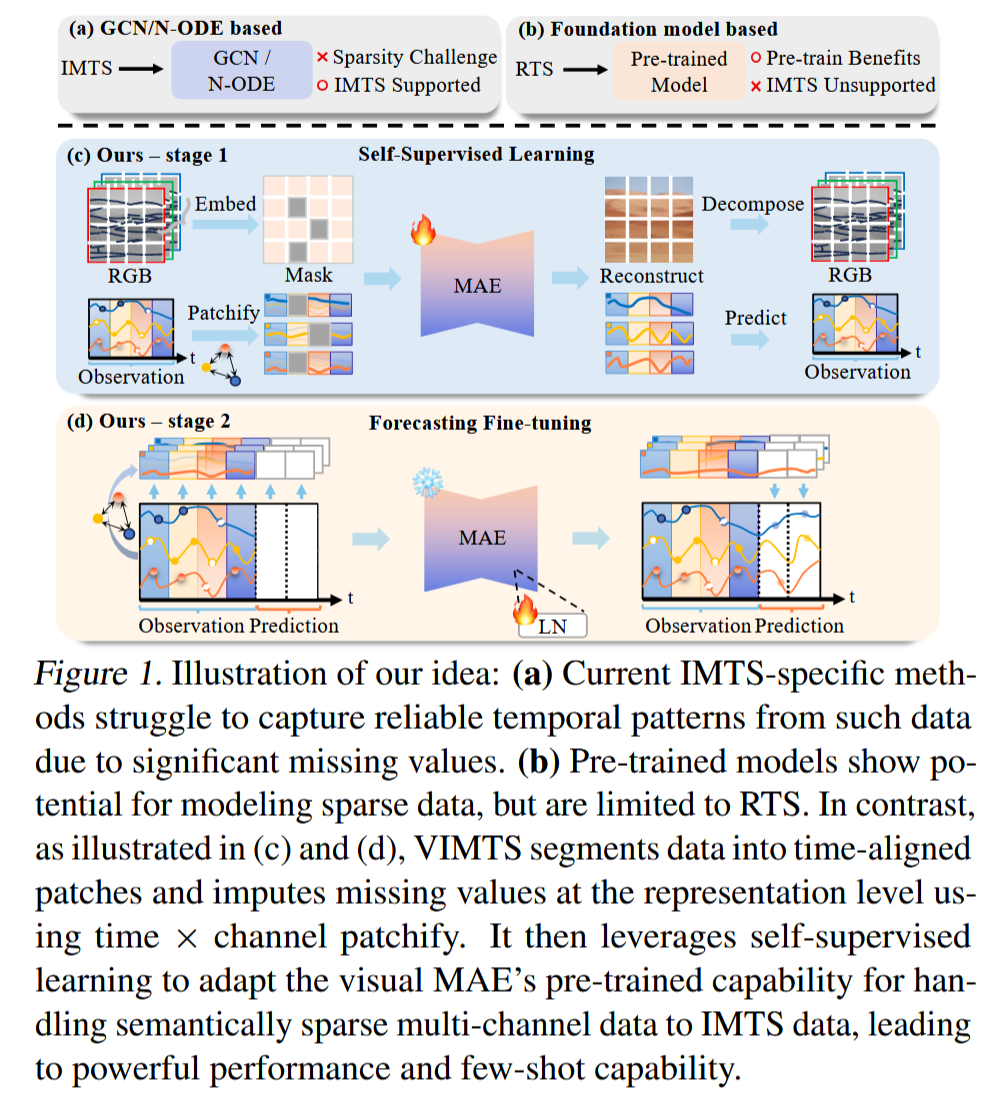 (a) GCN/N-ODE based
IMTS
GCN /
N-ODE
× Sparsity Challenge
○ IMTS Supported
(b) Foundation model based
RTS
Pre-trained
Model
○ Pre-train Benefits
× IMTS Unsupported
(c) Ours – stage 1
Self-Supervised Learning
RGB
Embed
Mask
MAE
Reconstruct
Decompose
RGB
Patchify
t
Observation
Predict
t
Observation
(d) Ours – stage 2
Forecasting Fine-tuning
t
Observation Prediction
MAE
LN
t
Observation Prediction
Figure 1. Illustration of our idea: (a) Current IMTS-specific meth-
ods struggle to capture reliable temporal patterns from such data
due to significant missing values. (b) Pre-trained models show po-
tential for modeling sparse data, but are limited to RTS. In contrast,
as illustrated in (c) and (d), VIMTS segments data into time-aligned
patches and imputes missing values at the representation level us-
ing time × channel patchify. It then leverages self-supervised
learning to adapt the visual MAE's pre-trained capability for han-
dling semantically sparse multi-channel data to IMTS data, leading
to powerful performance and few-shot capability.